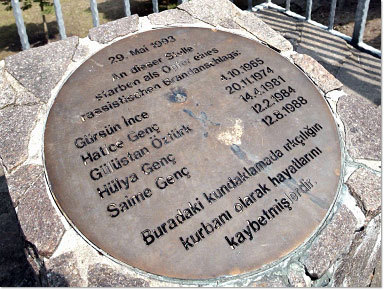 29. Mai 1993
An dieser Stelle
starben als Opfer eines
rassistischen Brandanschlags:
Gürsün İnce 4.10.1965
Hatice Genç 20.11.1974
Gülüstan Öztürk 14.4.1981
Hülya Genç 12.2.1984
Saime Genç 12.8.1988
Buradaki kundaklamada ırkçılığın
kurbanı olarak hayatlarını
kaybetmişlerdir